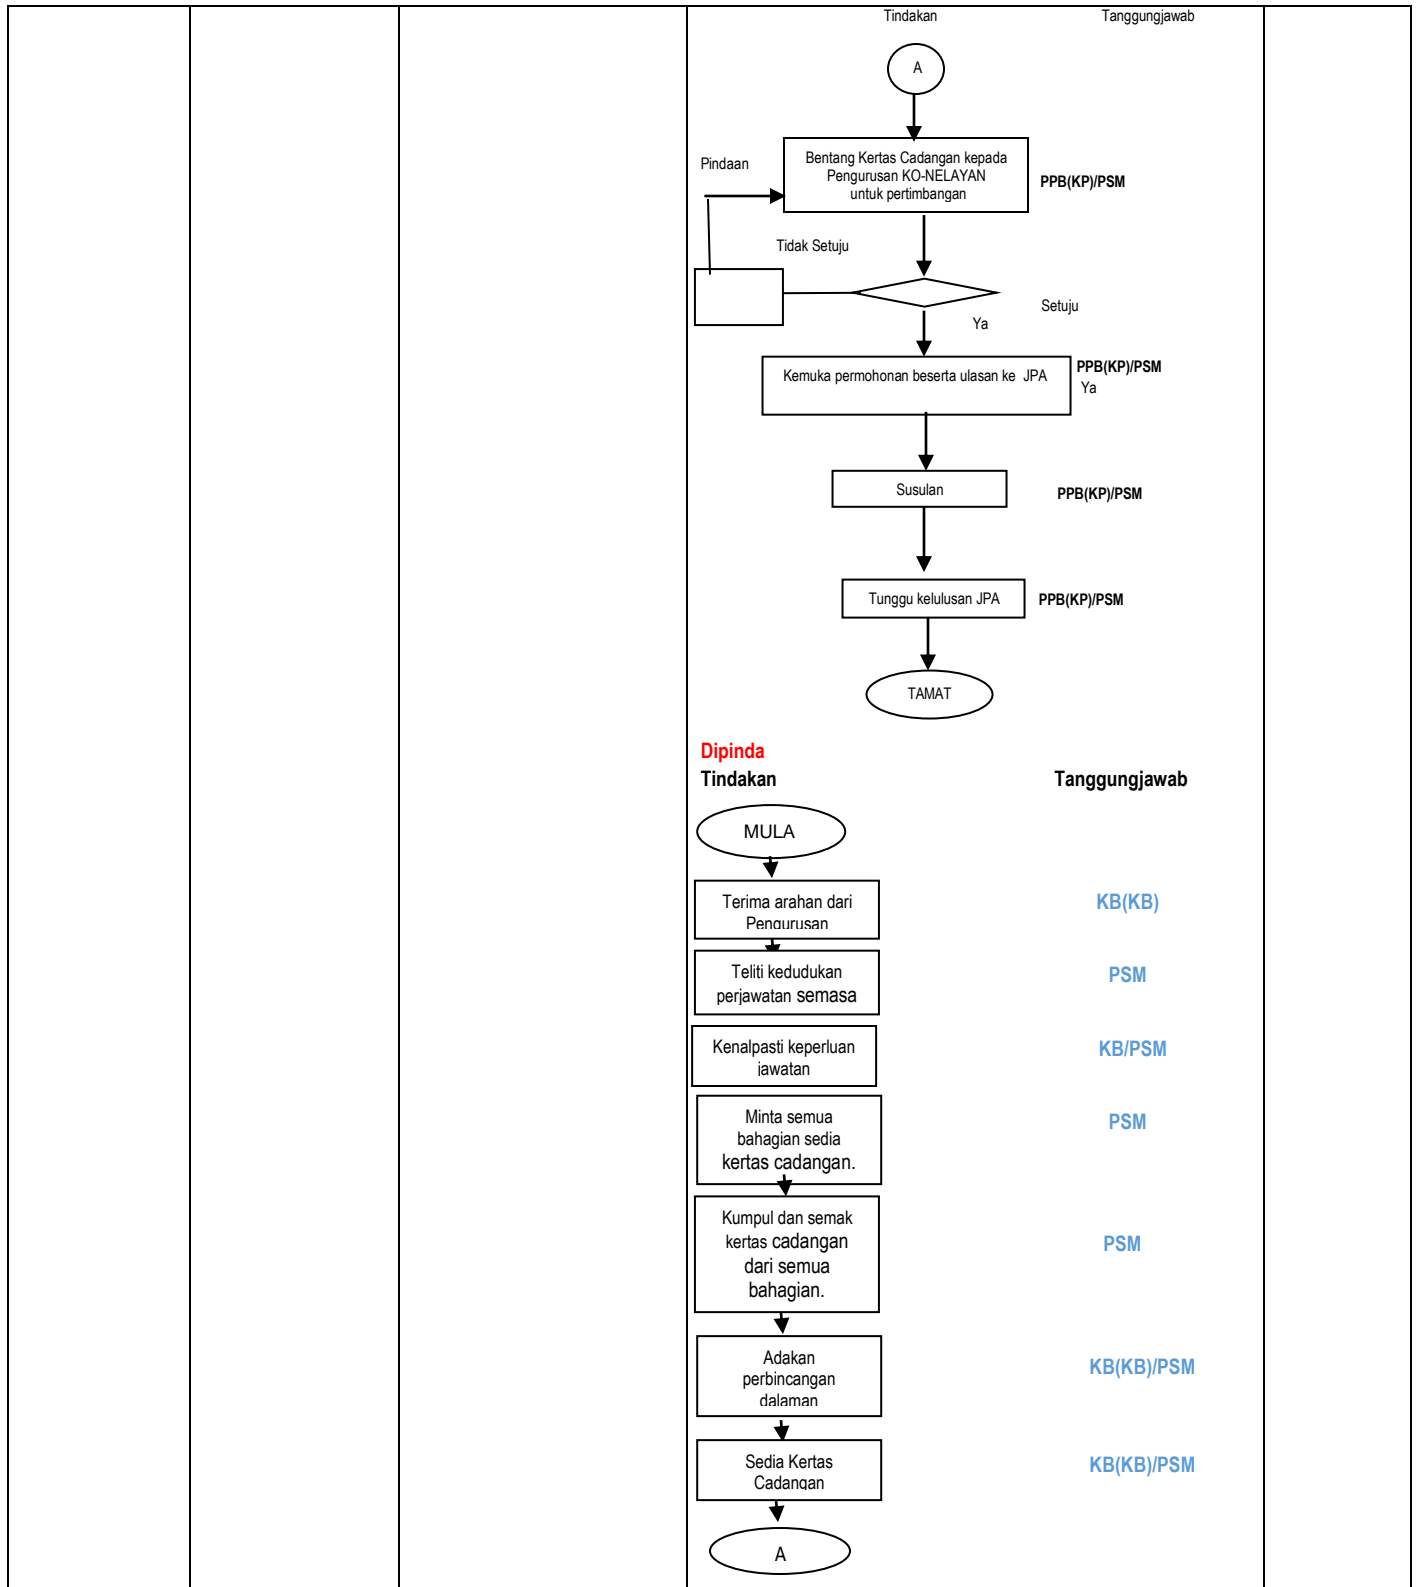 Tindakan Tanggungjawab
A
Bentang Kertas Cadangan kepada
Pengurusan KO-NELAYAN
untuk pertimbangan
PPB(KP)/PSM
Pindaan
Tidak Setuju
Setuju
Ya
Kemuka permohonan beserta ulasan ke JPA
PPB(KP)/PSM
Ya
Susulan
PPB(KP)/PSM
Tunggu kelulusan JPA
PPB(KP)/PSM
TAMAT
Dipinda
Tindakan Tanggungjawab
MULA
Terima arahan dari
Pengurusan
KB(KB)
Teliti kedudukan
perjawatan semasa
PSM
Kenalpasti keperluan
jawatan
KB/PSM
Minta semua
bahagian sedia
kertas cadangan.
PSM
Kumpul dan semak
kertas cadangan
dari semua
bahagian.
PSM
Adakan
perbincangan
dalaman
KB(KB)/PSM
Sedia Kertas
Cadangan
KB(KB)/PSM
A